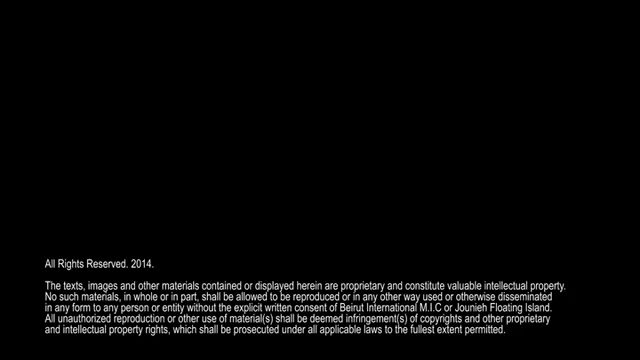 All Rights Reserved. 2014.
The texts, images and other materials contained or displayed herein are proprietary and constitute valuable intellectual property.
No such materials, in whole or in part, shall be allowed to be reproduced or in any other way used or otherwise disseminated
in any form to any person or entity without the explicit written consent of Beirut International M.I.C or Jounieh Floating Island.
All unauthorized reproduction or other use of material(s) shall be deemed infringement(s) of copyrights and other proprietary
and intellectual property rights, which shall be prosecuted under all applicable laws to the fullest extent permitted.